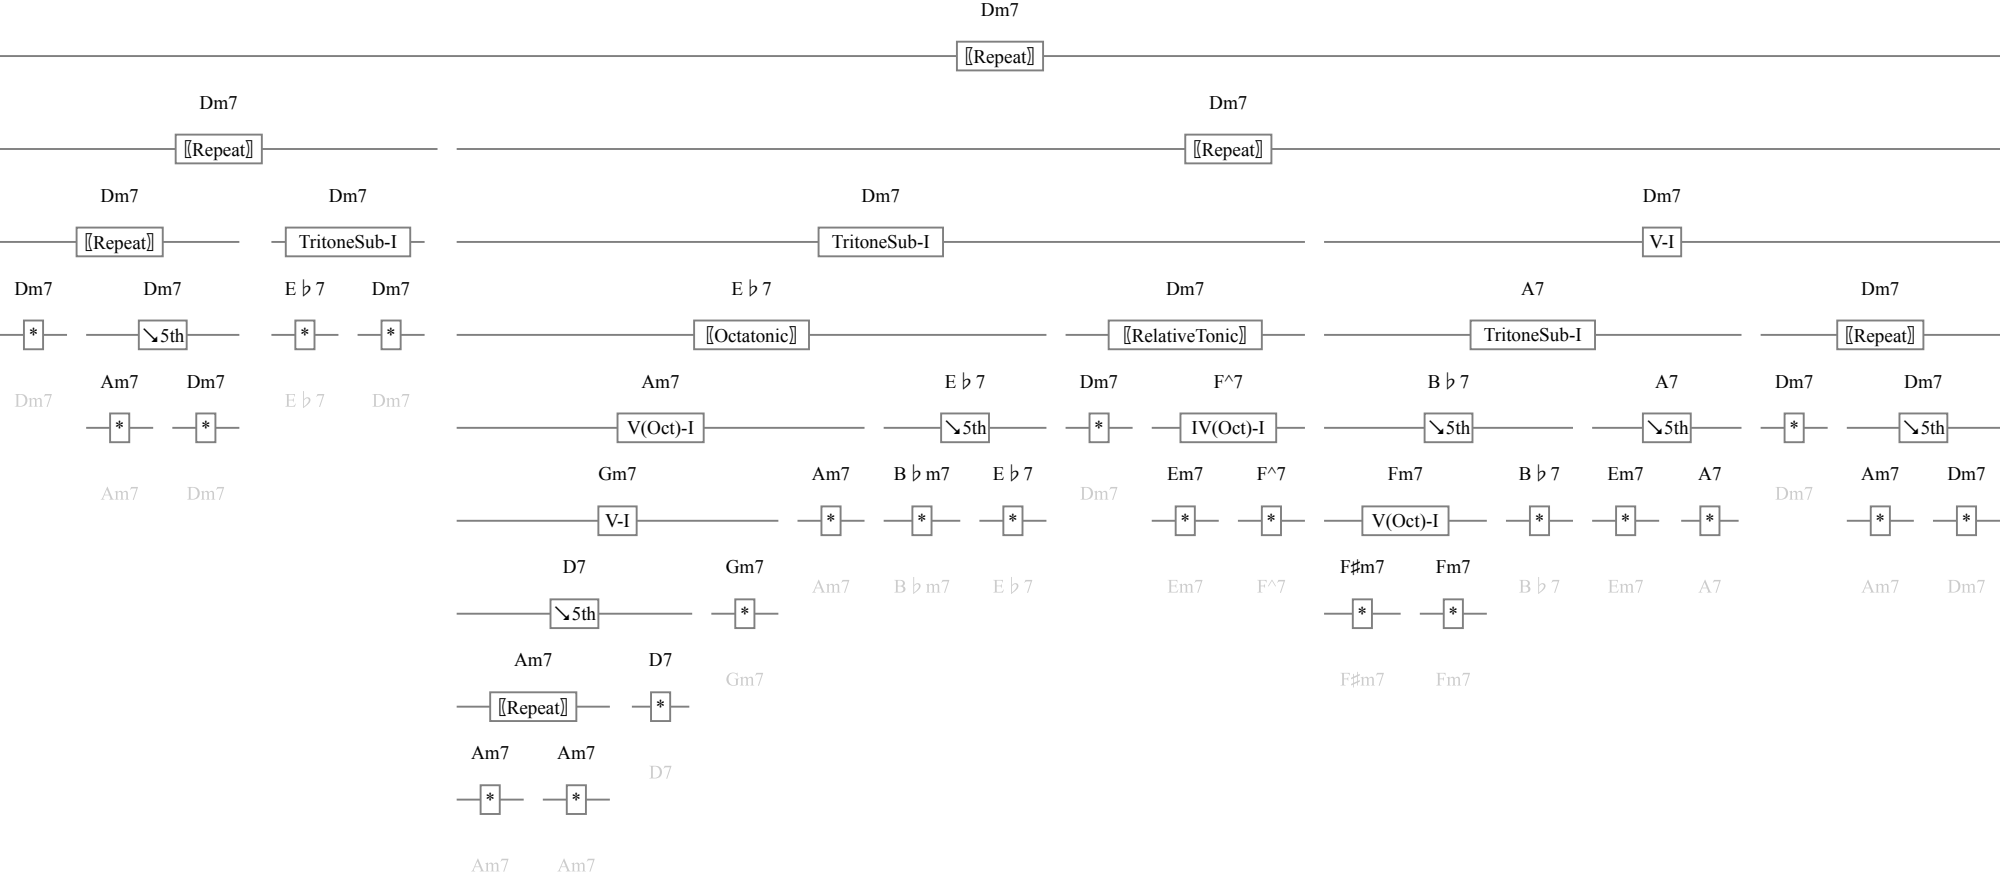 Dm7
⟦Repeat⟧
Dm7 Dm7
⟦Repeat⟧ ⟦Repeat⟧
Dm7 Dm7 Dm7 Dm7
⟦Repeat⟧ TritoneSub-I TritoneSub-I V-I
Dm7 Dm7 E♭7 Dm7 E♭7 Dm7 A7 Dm7
* ↘5th * * ⟦Octatonic⟧ ⟦RelativeTonic⟧ TritoneSub-I ⟦Repeat⟧
Am7 Dm7 Am7 E♭7 Dm7 F^7 B♭7 A7 Dm7 Dm7
Dm7 E♭7 Dm7
* * V(Oct)-I ↘5th * IV(Oct)-I ↘5th ↘5th * ↘5th
Gm7 Am7 B♭m7 E♭7 Em7 F^7 Fm7 B♭7 Em7 A7 Am7 Dm7
Am7 Dm7 Dm7 Dm7
V-I * * * * * V(Oct)-I * * * * *
D7 Gm7 F♯m7 Fm7
Am7 B♭m7 E♭7 Em7 F^7 B♭7 Em7 A7 Am7 Dm7
↘5th * * *
Am7 D7
Gm7 F♯m7 Fm7
⟦Repeat⟧ *
Am7 Am7
D7
* *
Am7 Am7